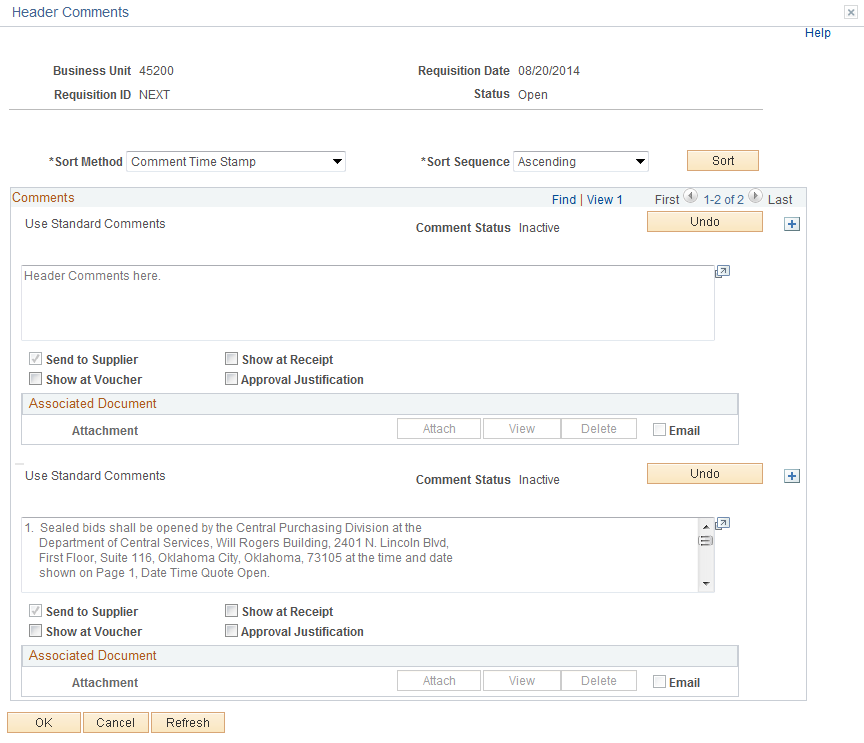 Header Comments
Help
Business Unit 45200 Requisition Date 08/20/2014
Requisition ID NEXT Status Open
*Sort Method Comment Time Stamp *Sort Sequence Ascending Sort
Comments Find | View 1 First 1-2 of 2 Last
Use Standard Comments Comment Status Inactive Undo
Header Comments here.
Send to Supplier Show at Receipt
Show at Voucher Approval Justification
Associated Document
Attachment Attach View Delete Email
Use Standard Comments Comment Status Inactive Undo
1. Sealed bids shall be opened by the Central Purchasing Division at the
Department of Central Services, Will Rogers Building, 2401 N. Lincoln Blvd,
First Floor, Suite 116, Oklahoma City, Oklahoma, 73105 at the time and date
shown on Page 1, Date Time Quote Open.
Send to Supplier Show at Receipt
Show at Voucher Approval Justification
Associated Document
Attachment Attach View Delete Email
OK Cancel Refresh